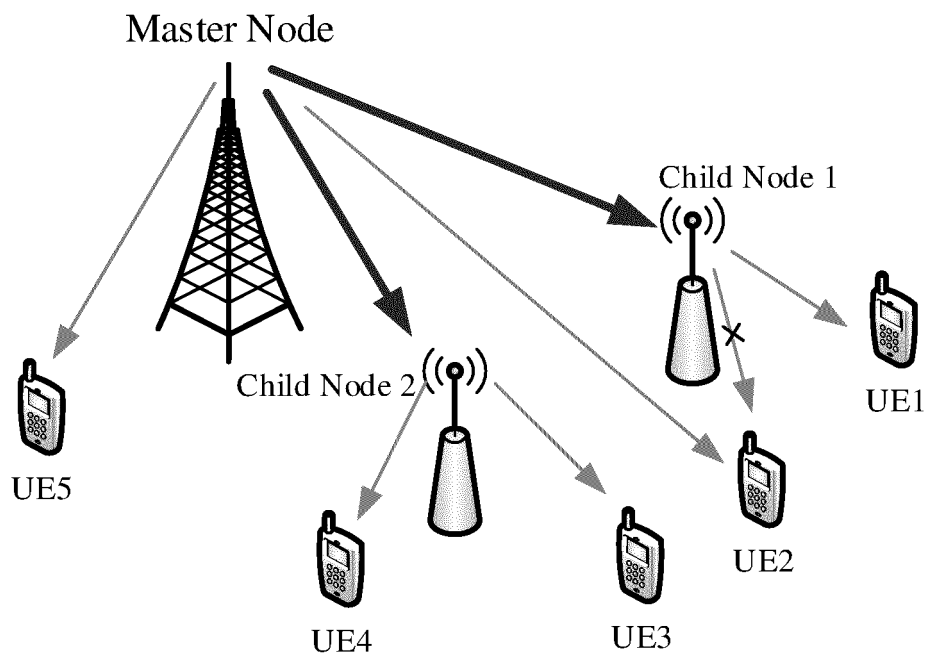 Master Node
Child Node 1
Child Node 2
UE1
UE5
UE2
UE4
UE3